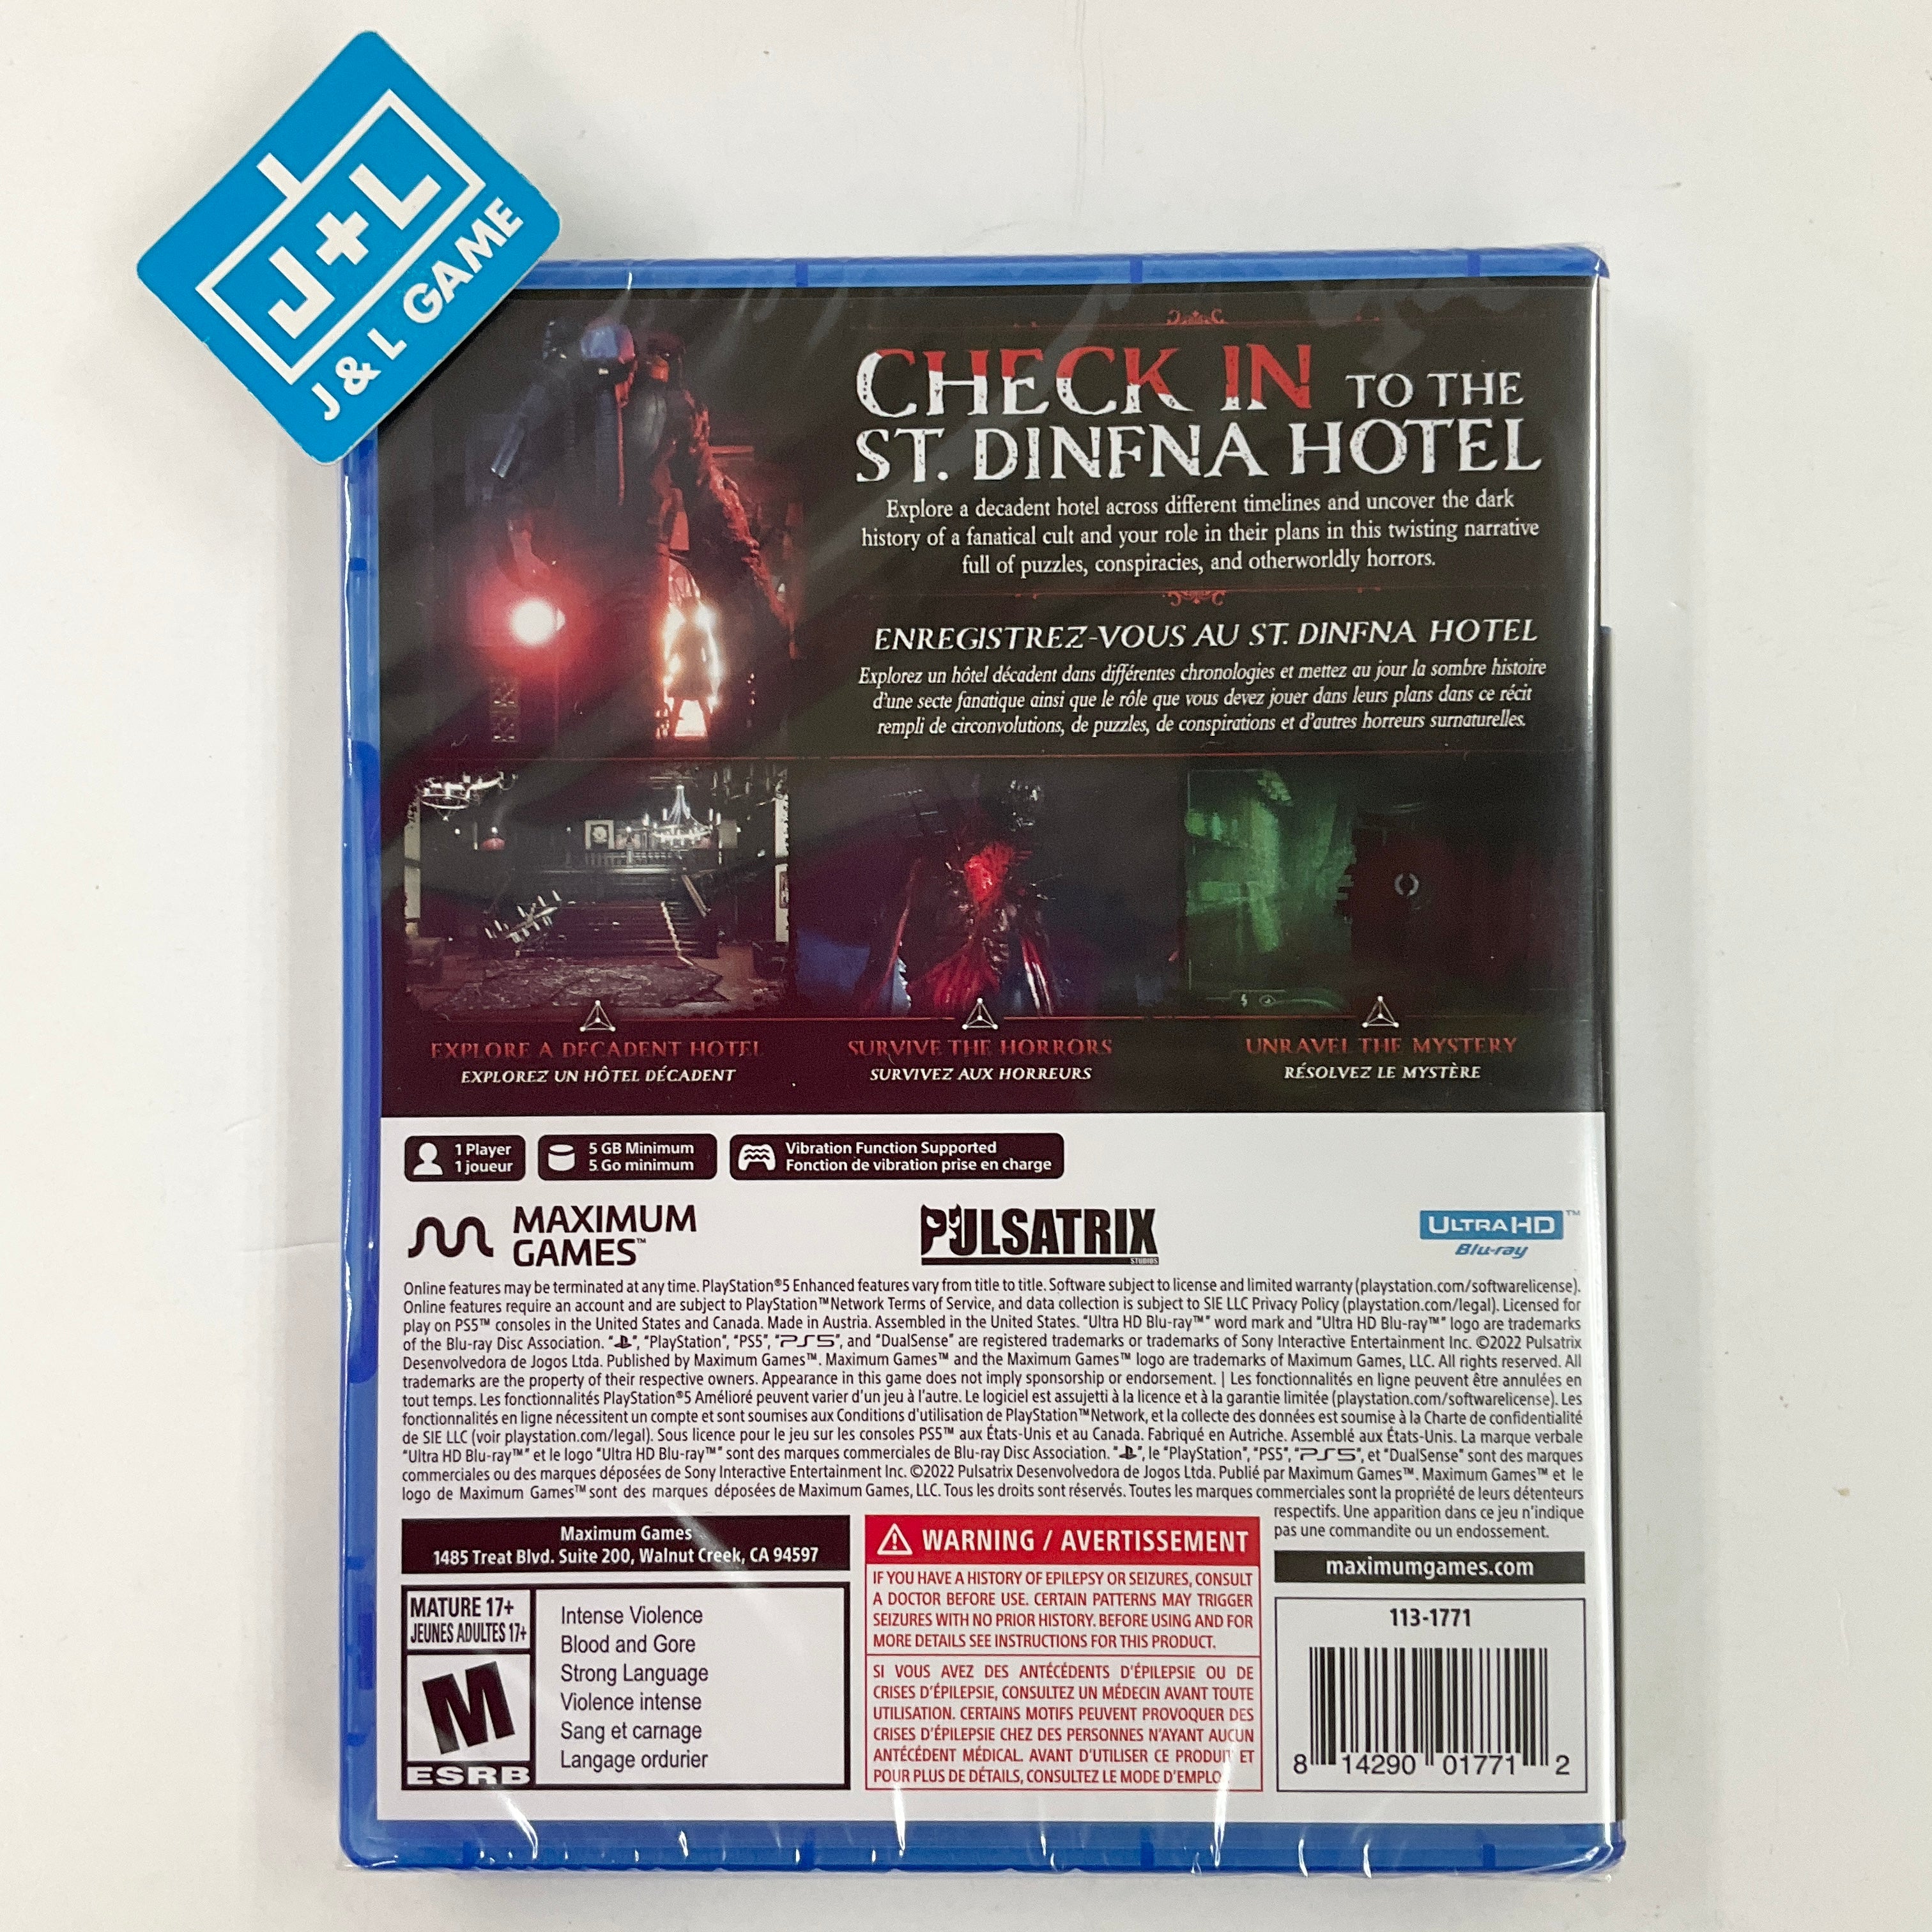 J+L
J & L GAME
CHECK IN TO THE
ST. DINFNA HOTEL
Explore a decadent hotel across different timelines and uncover the dark
history of a fanatical cult and your role in their plans in this twisting narrative
full of puzzles, conspiracies, and otherworldly horrors.
ENREGISTREZ-VOUS AU ST. DINFNA HOTEL
Explorez un hôtel décadent dans différentes chronologies et mettez au jour la sombre histoire
d'une secte fanatique ainsi que le rôle que vous devez jouer dans leurs plans dans ce récit
rempli de circonvolutions, de puzzles, de conspirations et d'autres horreurs surnaturelles.
EXPLORE A DECADENT HOTEL
EXPLOREZ UN HÔTEL DÉCADENT
SURVIVE THE HORRORS
SURVIVEZ AUX HORREURS
UNRAVEL THE MYSTERY
RÉSOLVEZ LE MYSTÈRE
1 Player
1 joueur
5 GB Minimum
5 Go minimum
Vibration Function Supported
Fonction de vibration prise en charge
MAXIMUM
GAMES™
PULSATRIX
STUDIOS
ULTRA HD™
Blu-ray
Online features may be terminated at any time. PlayStation®5 Enhanced features vary from title to title. Software subject to license and limited warranty (playstation.com/softwarelicense).
Online features require an account and are subject to PlayStation™Network Terms of Service, and data collection is subject to SIE LLC Privacy Policy (playstation.com/legal). Licensed for
play on PS5™ consoles in the United States and Canada. Made in Austria. Assembled in the United States. "Ultra HD Blu-ray™" word mark and "Ultra HD Blu-ray™" logo are trademarks
of the Blu-ray Disc Association. "", "PlayStation", "PS5", "PS5", and "DualSense" are registered trademarks or trademarks of Sony Interactive Entertainment Inc. ©2022 Pulsatrix
Desenvolvedora de Jogos Ltda. Published by Maximum Games™. Maximum Games™ and the Maximum Games™ logo are trademarks of Maximum Games, LLC. All rights reserved. All
trademarks are the property of their respective owners. Appearance in this game does not imply sponsorship or endorsement. | Les fonctionnalités en ligne peuvent être annulées en
tout temps. Les fonctionnalités PlayStation®5 Amélioré peuvent varier d'un jeu à l'autre. Le logiciel est assujetti à la licence et à la garantie limitée (playstation.com/softwarelicense). Les
fonctionnalités en ligne nécessitent un compte et sont soumises aux Conditions d'utilisation de PlayStation™Network, et la collecte des données est soumise à la Charte de confidentialité
de SIE LLC (voir playstation.com/legal). Sous licence pour le jeu sur les consoles PS5™ aux États-Unis et au Canada. Fabriqué en Autriche. Assemblé aux États-Unis. La marque verbale
"Ultra HD Blu-ray™" et le logo "Ultra HD Blu-ray™" sont des marques commerciales de Blu-ray Disc Association. "", le "PlayStation", "PS5", "PS5", et "DualSense" sont des marques
commerciales ou des marques déposées de Sony Interactive Entertainment Inc. ©2022 Pulsatrix Desenvolvedora de Jogos Ltda. Publié par Maximum Games™. Maximum Games™ et le
logo de Maximum Games™ sont des marques déposées de Maximum Games, LLC. Tous les droits sont réservés. Toutes les marques commerciales sont la propriété de leurs détenteurs
respectifs. Une apparition dans ce jeu n'indique
pas une commandite ou un endossement.
Maximum Games
1485 Treat Blvd. Suite 200, Walnut Creek, CA 94597
MATURE 17+
JEUNES ADULTES 17+
M
ESRB
Intense Violence
Blood and Gore
Strong Language
Violence intense
Sang et carnage
Langage ordurier
WARNING / AVERTISSEMENT
IF YOU HAVE A HISTORY OF EPILEPSY OR SEIZURES, CONSULT
A DOCTOR BEFORE USE. CERTAIN PATTERNS MAY TRIGGER
SEIZURES WITH NO PRIOR HISTORY. BEFORE USING AND FOR
MORE DETAILS SEE INSTRUCTIONS FOR THIS PRODUCT.
SI VOUS AVEZ DES ANTÉCÉDENTS D'ÉPILEPSIE OU DE
CRISES D'ÉPILEPSIE, CONSULTEZ UN MÉDECIN AVANT TOUTE
UTILISATION. CERTAINS MOTIFS PEUVENT PROVOQUER DES
CRISES D'ÉPILEPSIE CHEZ DES PERSONNES N'AYANT AUCUN
ANTÉCÉDENT MÉDICAL. AVANT D'UTILISER CE PRODUIT ET
POUR PLUS DE DÉTAILS, CONSULTEZ LE MODE D'EMPLOI.
maximumgames.com
113-1771
8 14290 01771 2